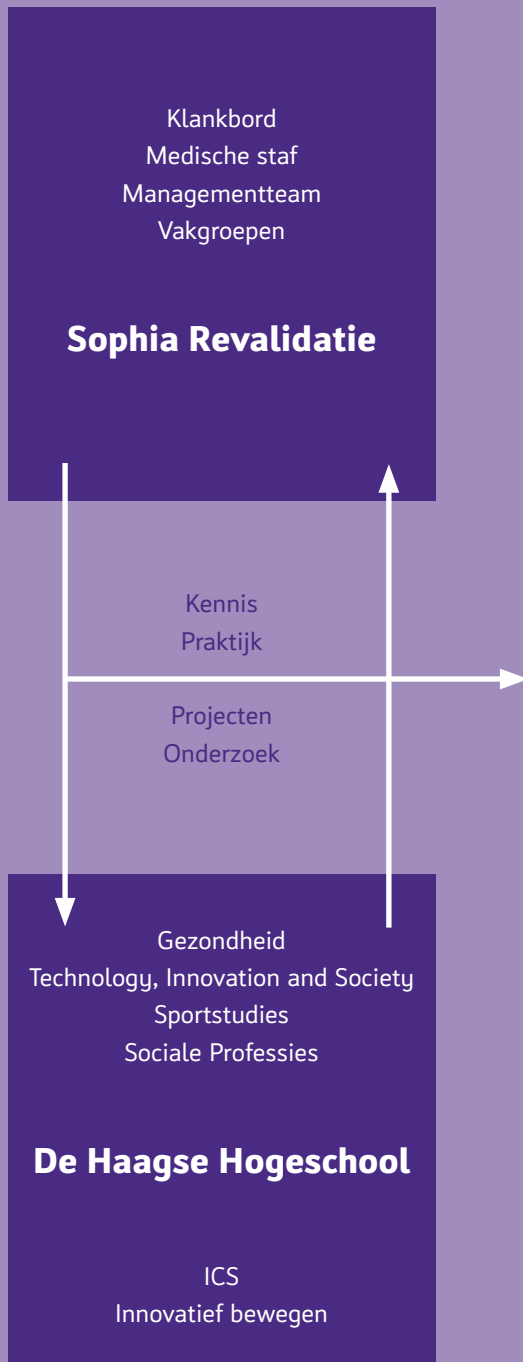 Klankbord
Medische staf
Managementteam
Vakgroepen
Sophia Revalidatie
Kennis
Praktijk
Projecten
Onderzoek
Gezondheid
Technology, Innovation and Society
Sportstudies
Sociale Professies
De Haagse Hogeschool
ICS
Innovatief bewegen